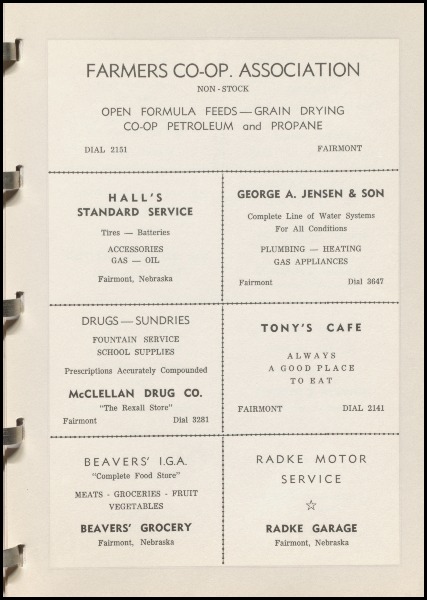 FARMERS CO-OP. ASSOCIATION
NON-STOCK
OPEN FORMULA FEEDS — GRAIN DRYING
CO-OP PETROLEUM and PROPANE
DIAL 2151 FAIRMONT
HALL'S
STANDARD SERVICE
Tires — Batteries
ACCESSORIES
GAS — OIL
Fairmont, Nebraska
GEORGE A. JENSEN & SON
Complete Line of Water Systems
For All Conditions
PLUMBING — HEATING
GAS APPLIANCES
Fairmont Dial 3647
DRUGS — SUNDRIES
FOUNTAIN SERVICE
SCHOOL SUPPLIES
Prescriptions Accurately Compounded
McCLELLAN DRUG CO.
"The Rexall Store"
Fairmont Dial 3281
TONY'S CAFE
ALWAYS
A GOOD PLACE
TO EAT
FAIRMONT DIAL 2141
BEAVERS' I.G.A.
"Complete Food Store"
MEATS - GROCERIES - FRUIT
VEGETABLES
BEAVERS' GROCERY
Fairmont, Nebraska
RADKE MOTOR
SERVICE
☆
RADKE GARAGE
Fairmont, Nebraska